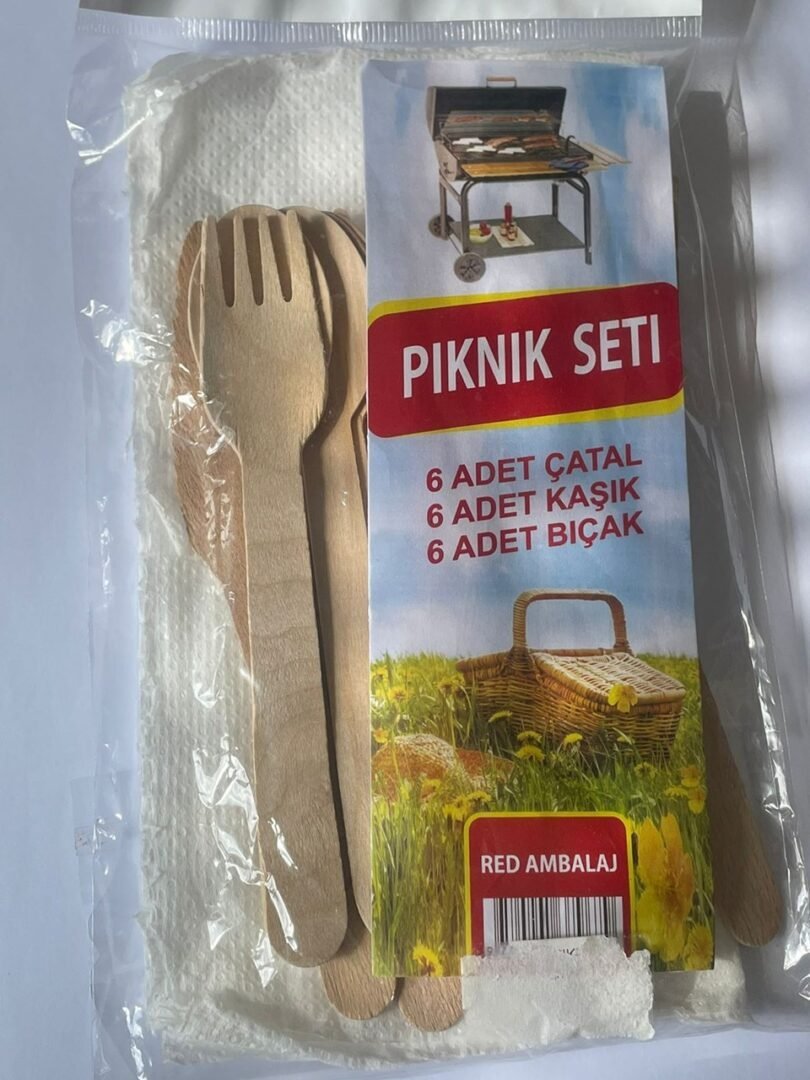 PIKNIK SETI
6 ADET ÇATAL
6 ADET KAŞIK
6 ADET BIÇAK
RED AMBALAJ